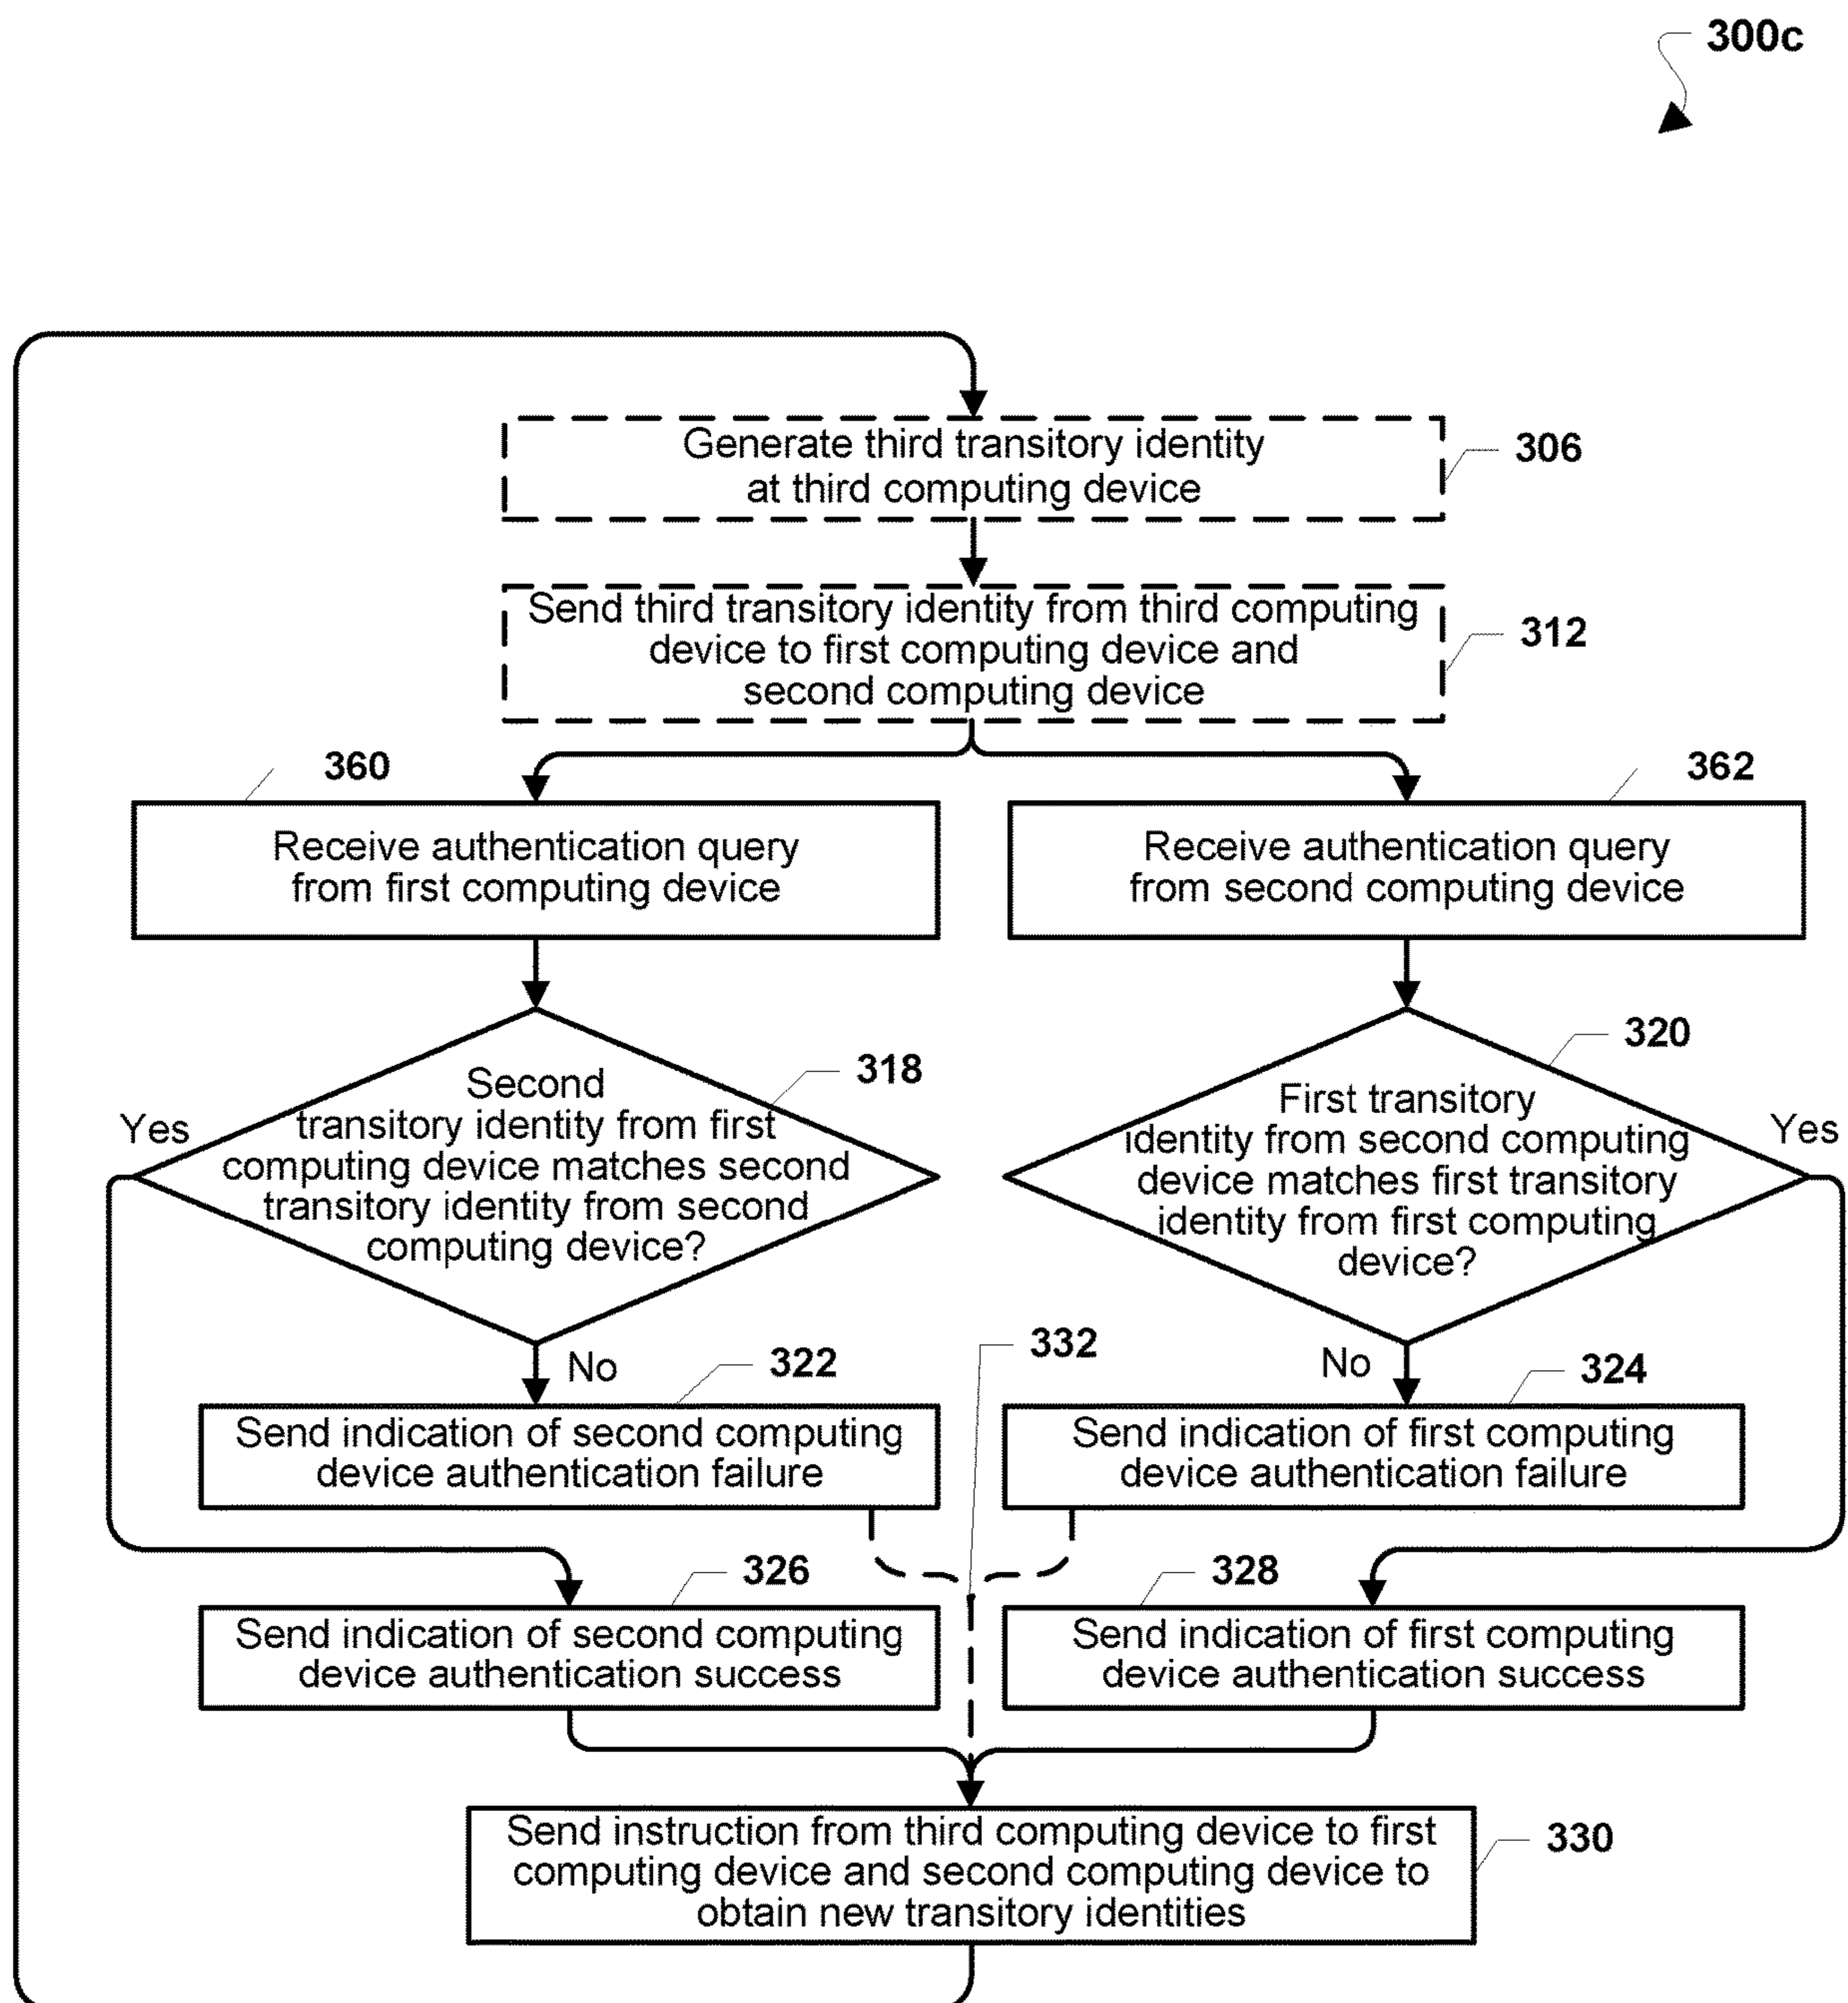 300c
Generate third transitory identity
at third computing device
306
Send third transitory identity from third computing
device to first computing device and
second computing device
312
360
Receive authentication query
from first computing device
362
Receive authentication query
from second computing device
318
Second
transitory identity from first
computing device matches second
transitory identity from second
computing device?
Yes
No
320
First transitory
identity from second computing
device matches first transitory
identity from first computing
device?
Yes
No
322
Send indication of second computing
device authentication failure
332
324
Send indication of first computing
device authentication failure
326
Send indication of second computing
device authentication success
328
Send indication of first computing
device authentication success
Send instruction from third computing device to first
computing device and second computing device to
obtain new transitory identities
330